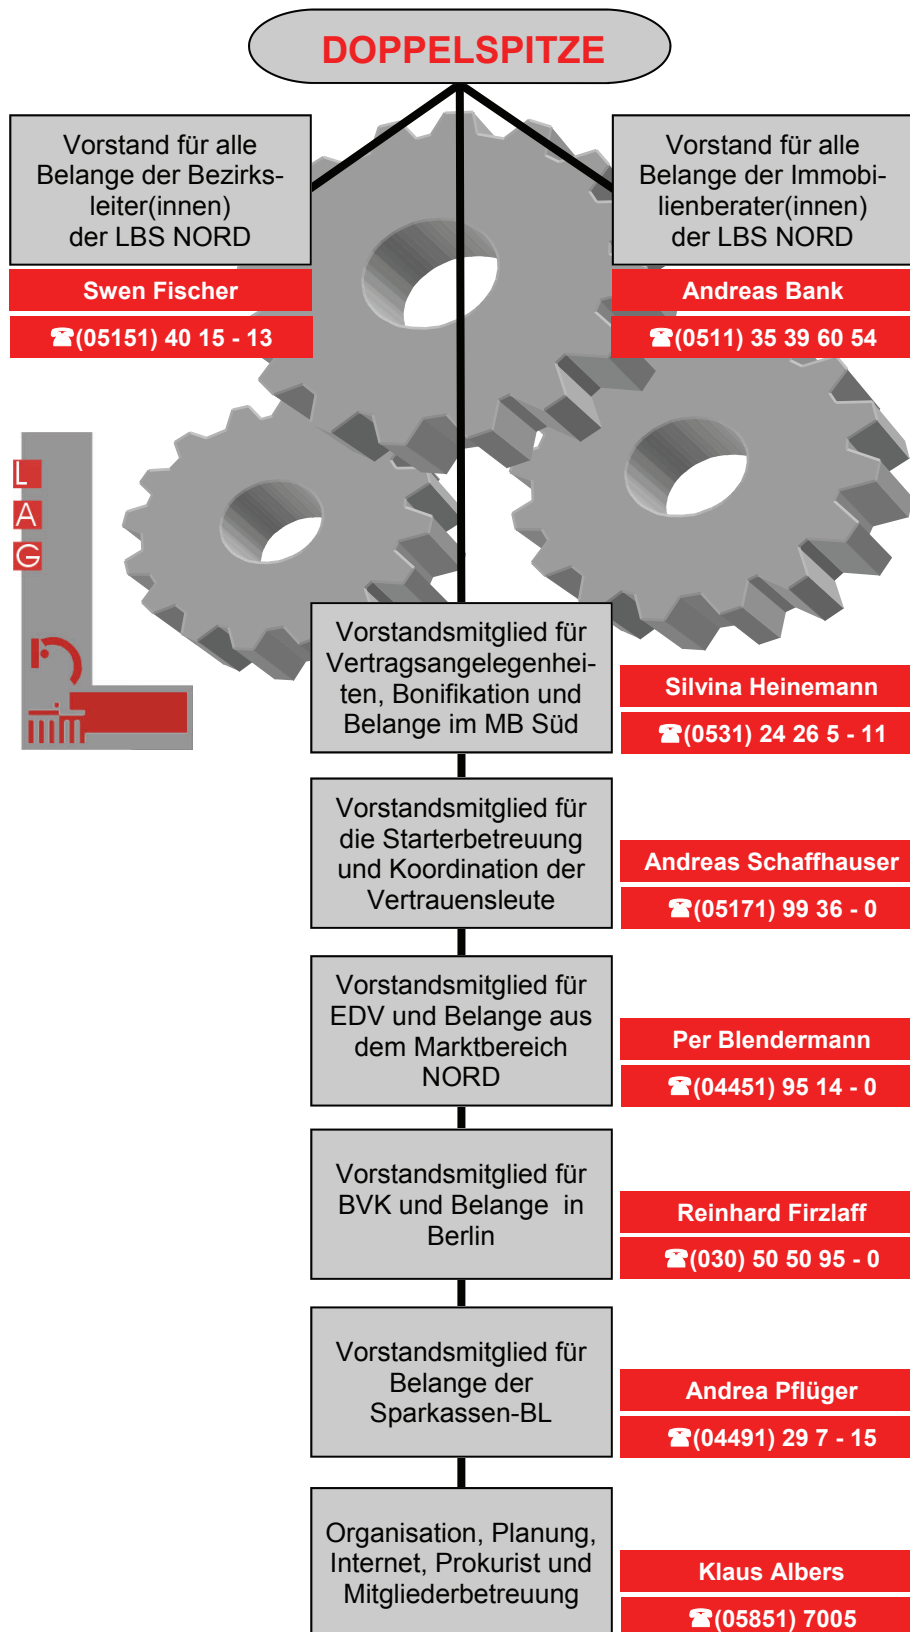 DOPPELSPITZE
Vorstand für alle
Belange der Bezirks-
leiter(innen)
der LBS NORD
Swen Fischer
☎(05151) 40 15 - 13
Vorstand für alle
Belange der Immobi-
lienberater(innen)
der LBS NORD
Andreas Bank
☎(0511) 35 39 60 54
L
A
G
Vorstandsmitglied für
Vertragsangelegenhei-
ten, Bonifikation und
Belange im MB Süd
Silvina Heinemann
☎(0531) 24 26 5 - 11
Vorstandsmitglied für
die Starterbetreuung
und Koordination der
Vertrauensleute
Andreas Schaffhauser
☎(05171) 99 36 - 0
Vorstandsmitglied für
EDV und Belange aus
dem Marktbereich
NORD
Per Blendermann
☎(04451) 95 14 - 0
Vorstandsmitglied für
BVK und Belange  in
Berlin
Reinhard Firzlaff
☎(030) 50 50 95 - 0
Vorstandsmitglied für
Belange der
Sparkassen-BL
Andrea Pflüger
☎(04491) 29 7 - 15
Organisation, Planung,
Internet, Prokurist und
Mitgliederbetreuung
Klaus Albers
☎(05851) 7005